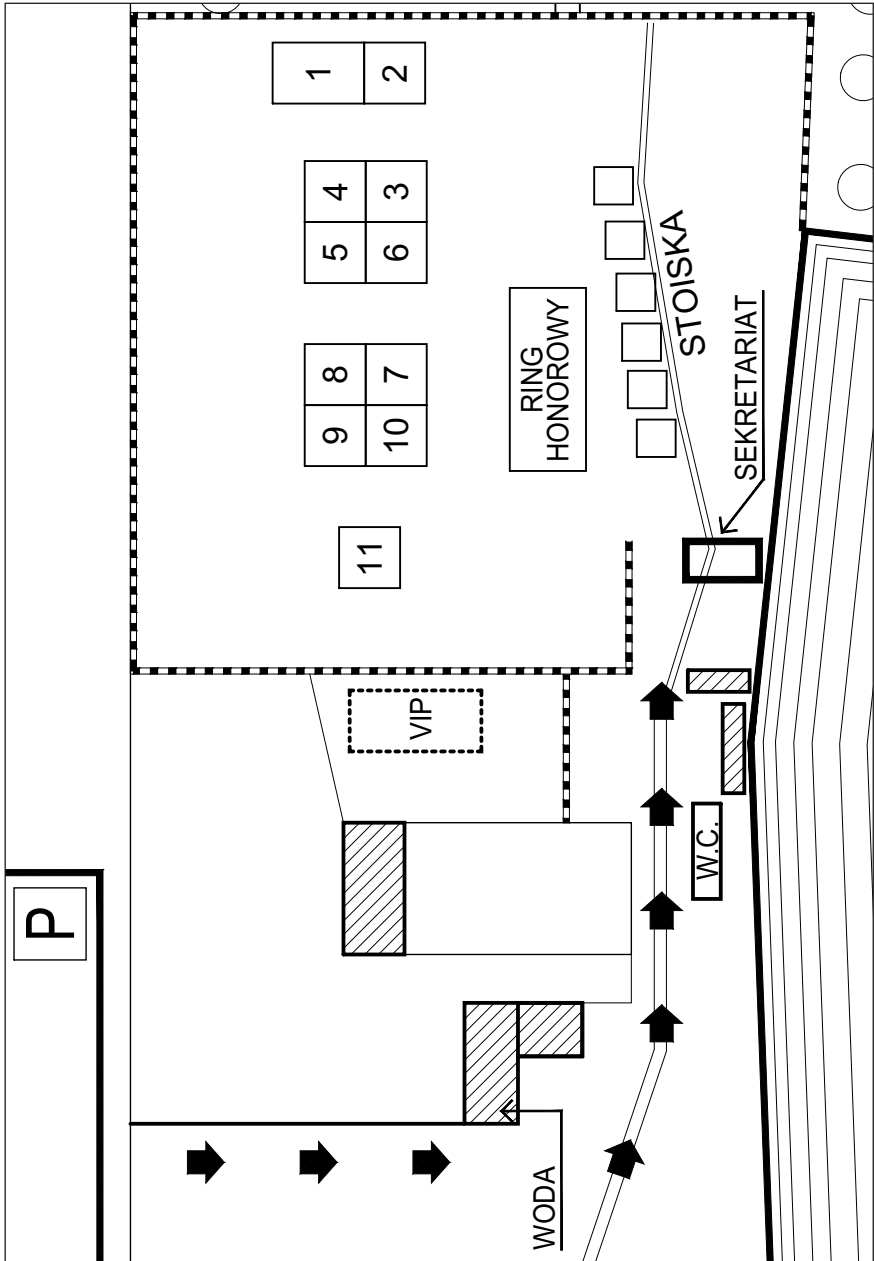 1
2
4
3
5
6
8
7
9
10
11
RING
HONOROWY
STOISKA
SEKRETARIAT
VIP
W.C.
P
WODA